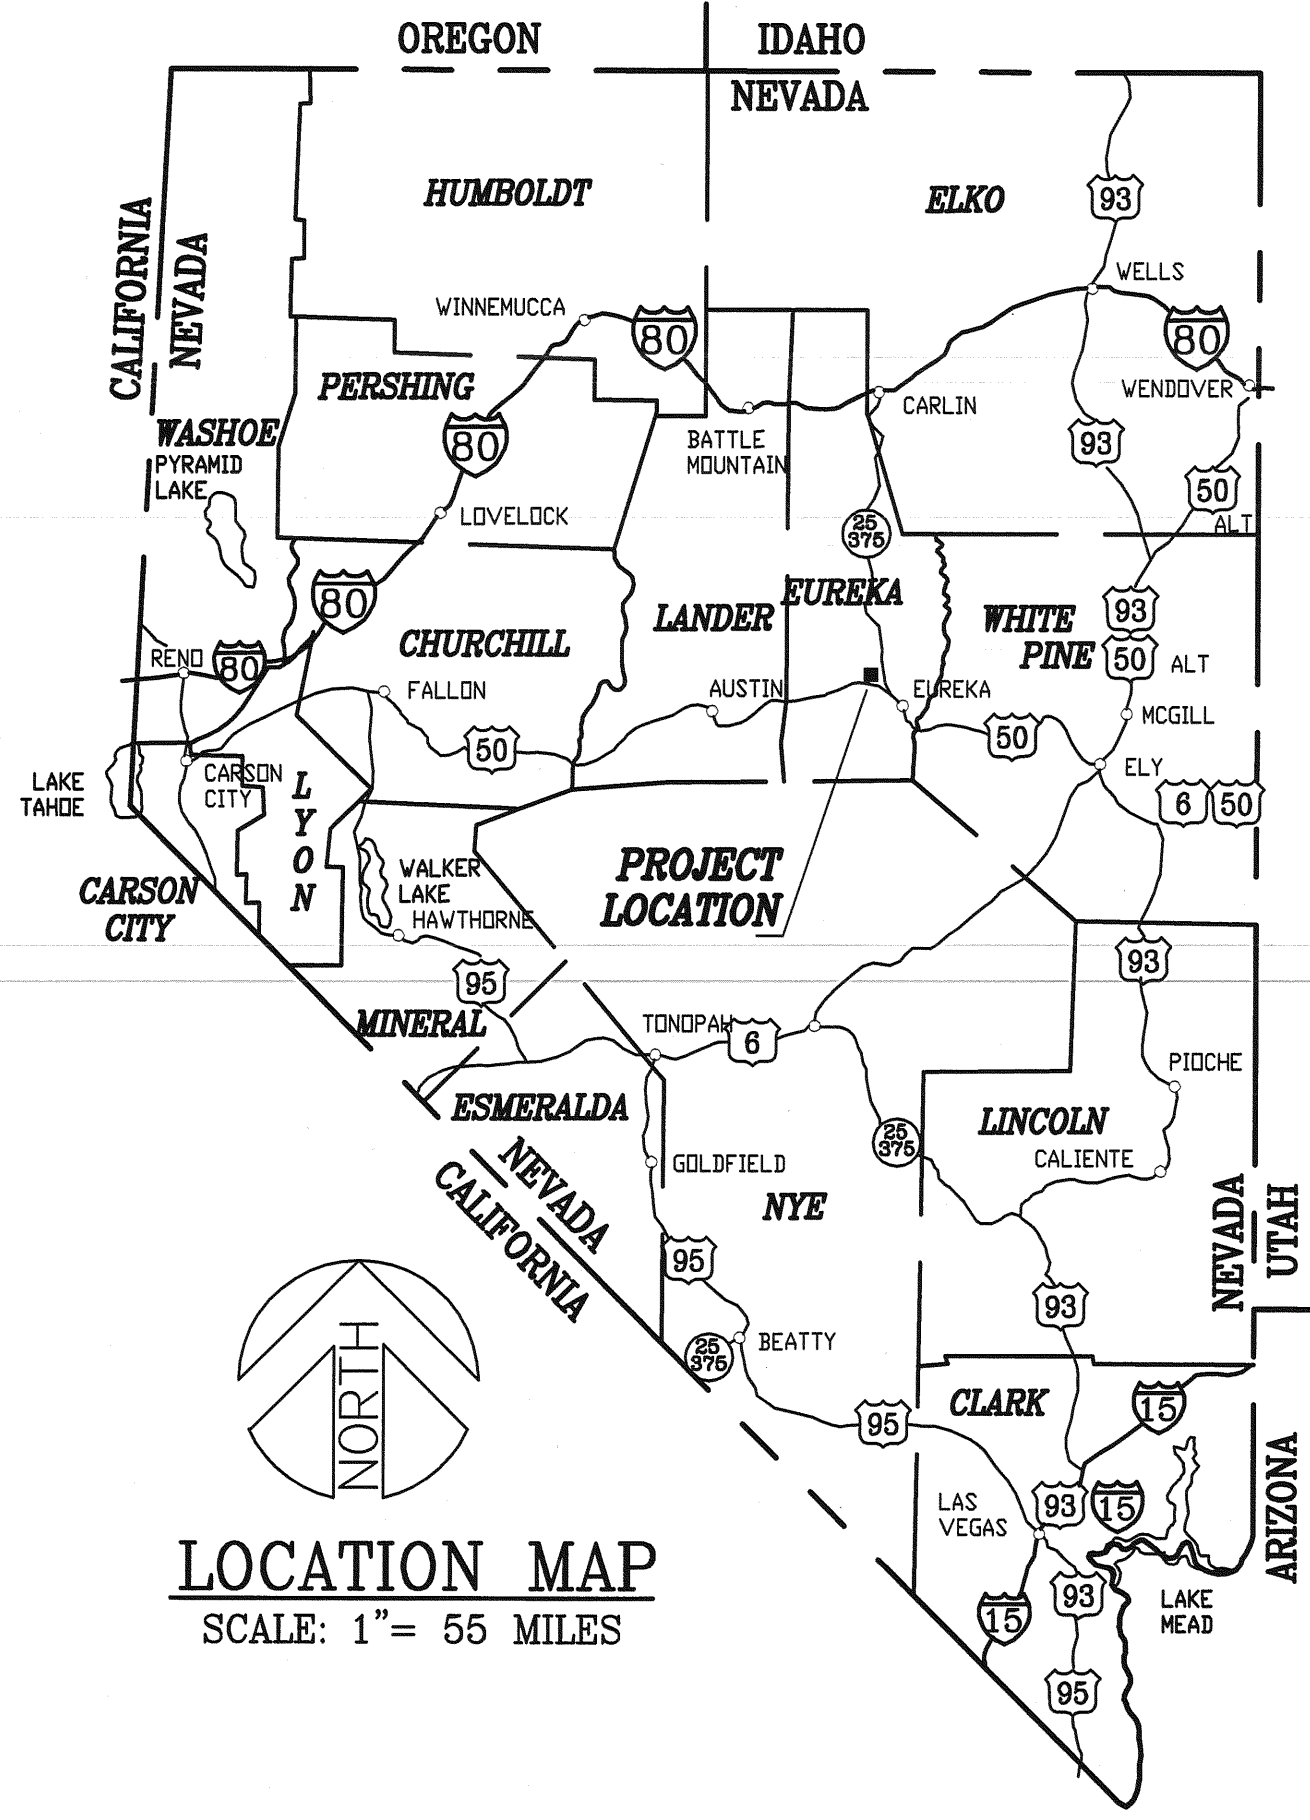 OREGON
IDAHO
NEVADA
HUMBOLDT
ELKO
93
CALIFORNIA
NEVADA
WELLS
WINNEMUCCA
80
80
PERSHING
WENDOVER
CARLIN
WASHOE
80
BATTLE
MOUNTAIN
93
PYRAMID
LAKE
50
ALT
LOVELOCK
25
375
80
EUREKA
LANDER
WHITE
PINE
93
50
ALT
CHURCHILL
RENO
80
FALLON
AUSTIN
EUREKA
MCGILL
50
50
ELY
6
50
LAKE
TAHOE
CARSON
CITY
LYON
PROJECT
LOCATION
WALKER
LAKE
HAWTHORNE
CARSON
CITY
95
93
MINERAL
TONOPAH
6
PIOCHE
ESMERALDA
LINCOLN
25
375
CALIENTE
GOLDFIELD
NEVADA
CALIFORNIA
NYE
NEVADA
UTAH
95
93
BEATTY
25
375
NORTH
CLARK
15
95
ARIZONA
LAS
VEGAS
93
15
93
15
LAKE
MEAD
95
LOCATION MAP
SCALE: 1"= 55 MILES